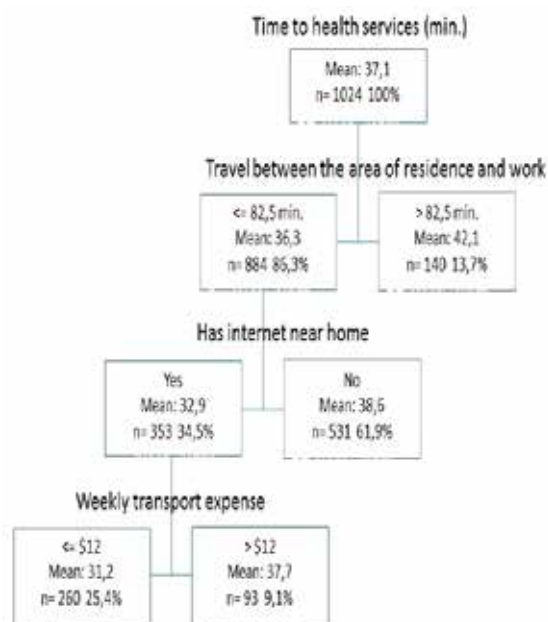 Time to health services (min.)
Mean: 37,1
n= 1024 100%
Travel between the area of residence and work
<= 82,5 min.
Mean: 36,3
n= 884 86,3%
> 82,5 min.
Mean: 42,1
n= 140 13,7%
Has internet near home
Yes
Mean: 32,9
n= 353 34,5%
No
Mean: 38,6
n= 531 61,9%
Weekly transport expense
<= $12
Mean: 31,2
n= 260 25,4%
> $12
Mean: 37,7
n= 93 9,1%